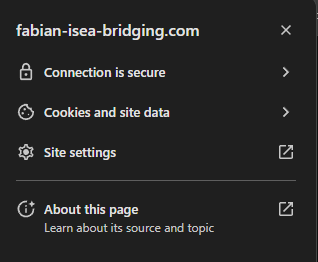 fabian-isea-bridging.com
Connection is secure
Cookies and site data
Site settings
About this page
Learn about its source and topic